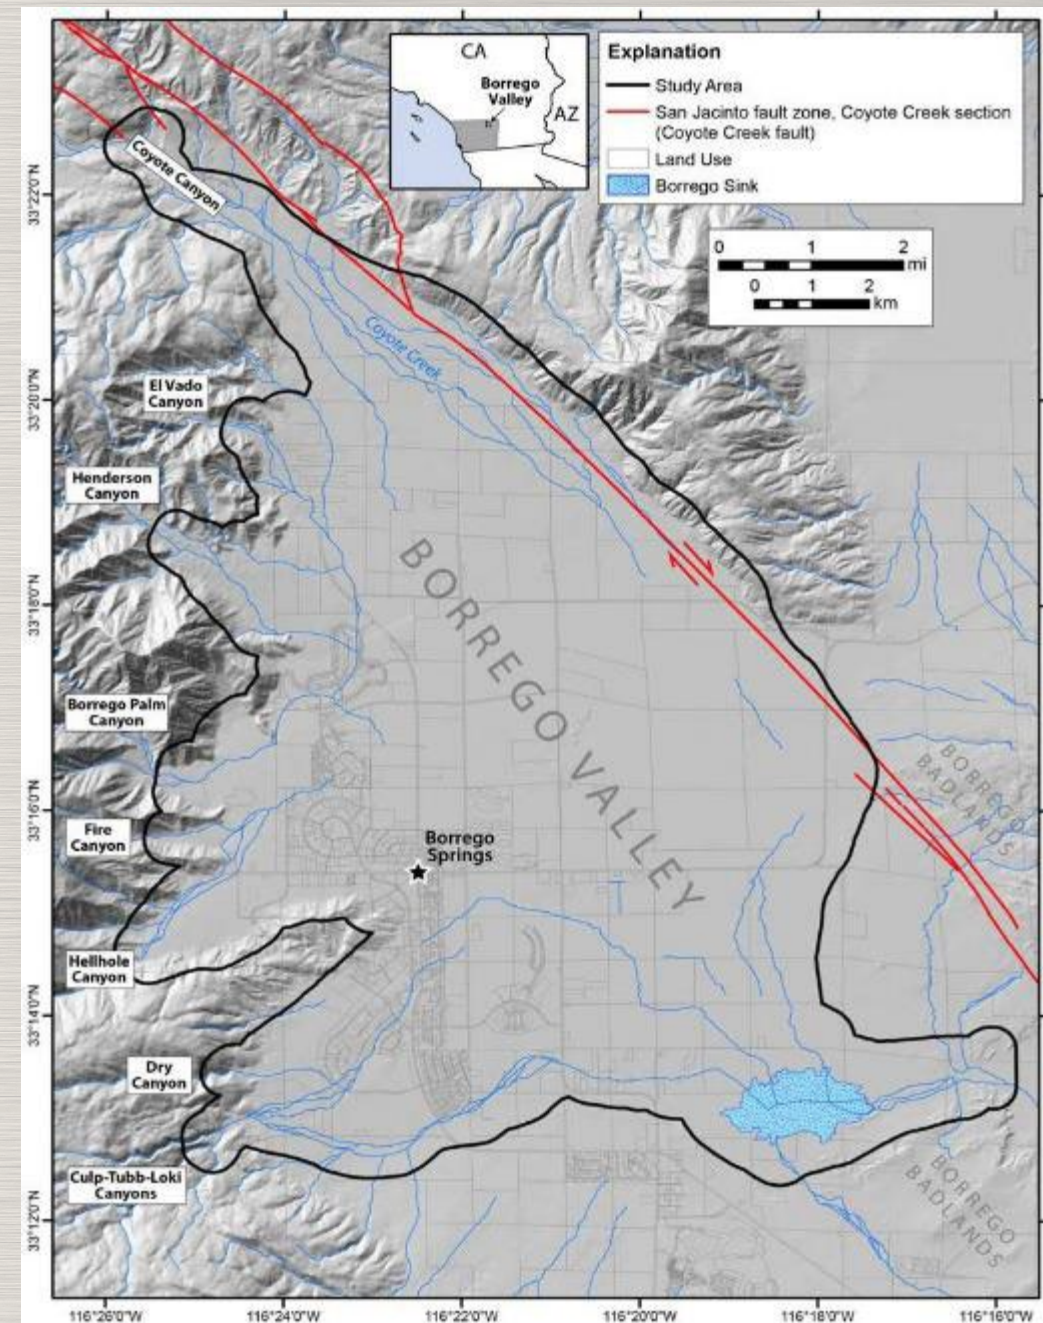 CA
Borrego
Valley
AZ
Explanation
Study Area
San Jacinto fault zone, Coyote Creek section
(Coyote Creek fault)
Land Use
Borrego Sink
0 1 2
mi
0 1 2
km
Coyote Canyon
Coyote Creek
El Vado
Canyon
Henderson
Canyon
Borrego Palm
Canyon
Fire
Canyon
Hellhole
Canyon
Dry
Canyon
Culp-Tubb-Loki
Canyons
BORREGO VALLEY
Borrego
Springs
BORREGO
BADLANDS
BORREGO
BADLANDS
33°22'0"N
33°20'0"N
33°18'0"N
33°16'0"N
33°14'0"N
33°12'0"N
116°26'0"W 116°24'0"W 116°22'0"W 116°20'0"W 116°18'0"W 116°16'0"W